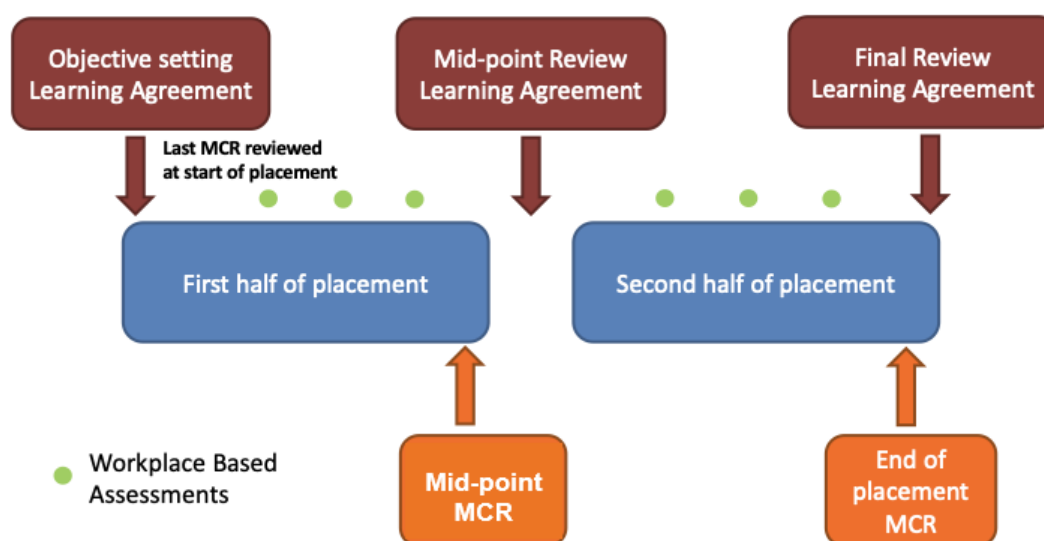 Objective setting
Learning Agreement
Mid-point Review
Learning Agreement
Final Review
Learning Agreement
Last MCR reviewed
at start of placement
First half of placement
Second half of placement
Workplace Based
Assessments
Mid-point
MCR
End of
placement
MCR